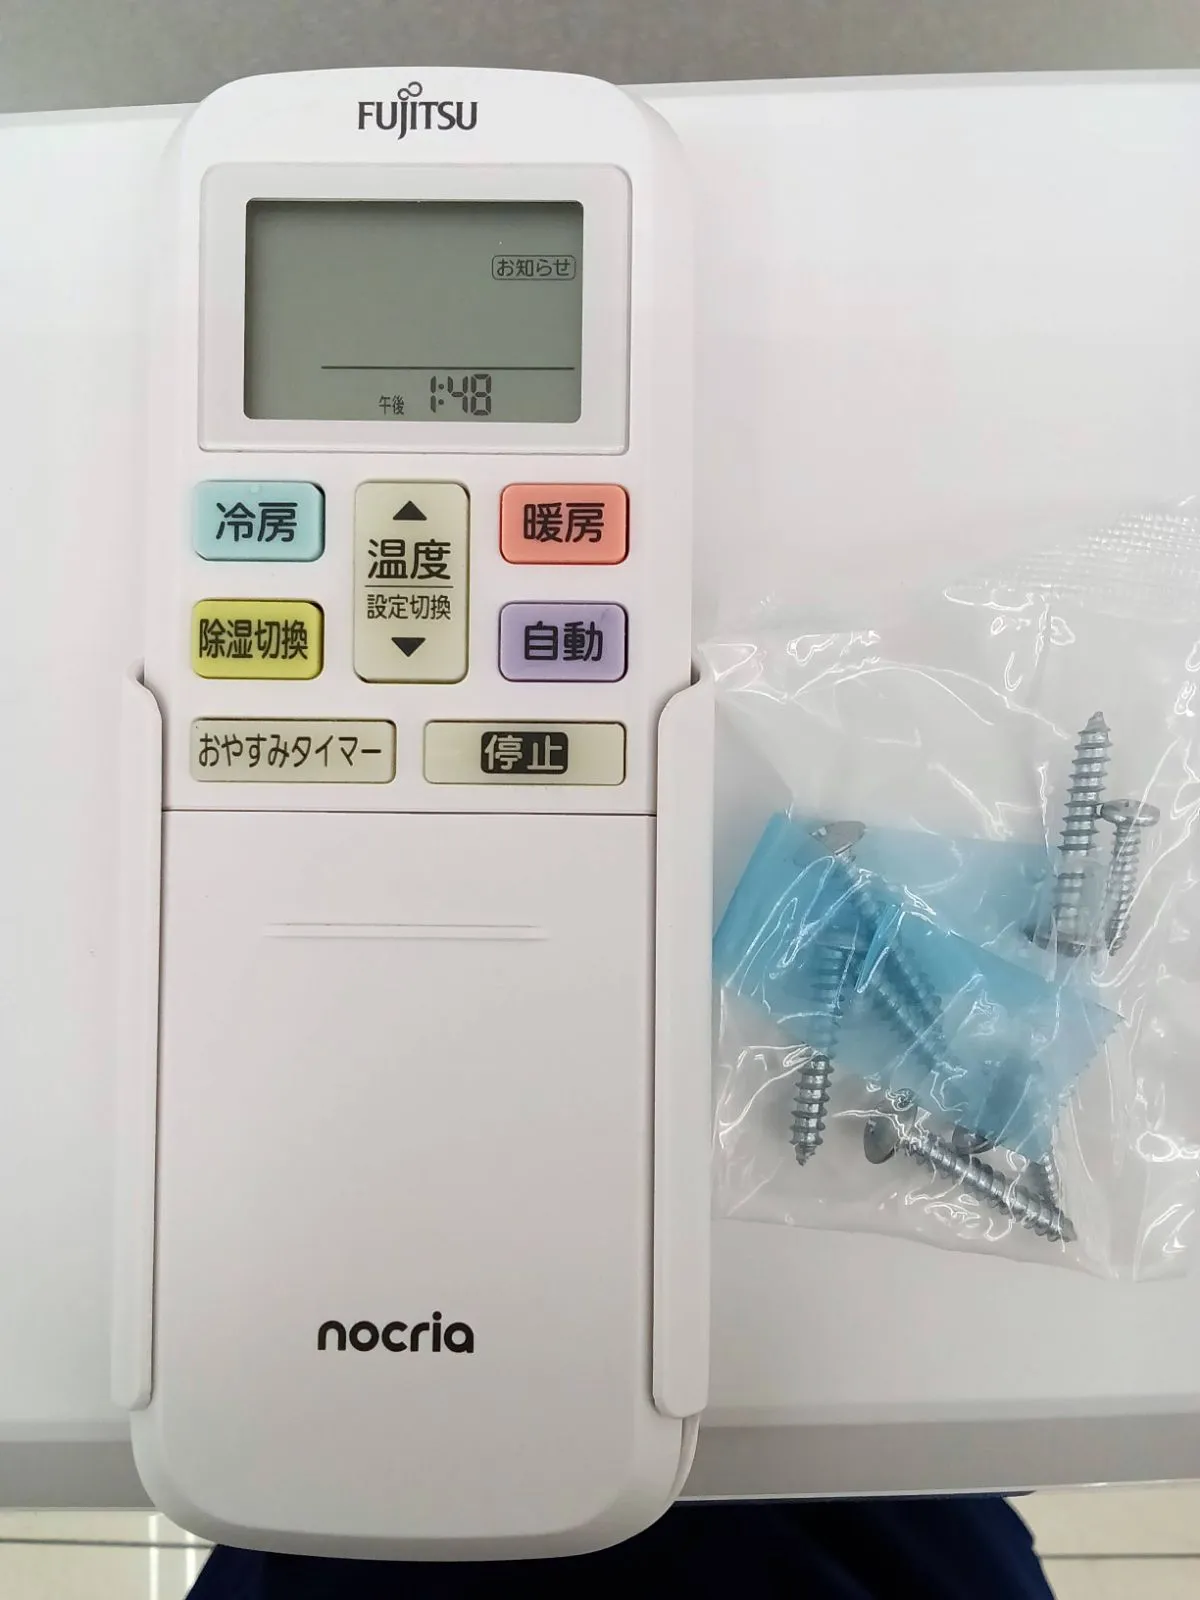 FUJITSU
お知らせ
午後 1:48
冷房
▲
温度
設定切換
▼
暖房
除湿切換
自動
おやすみタイマー
停止
nocria